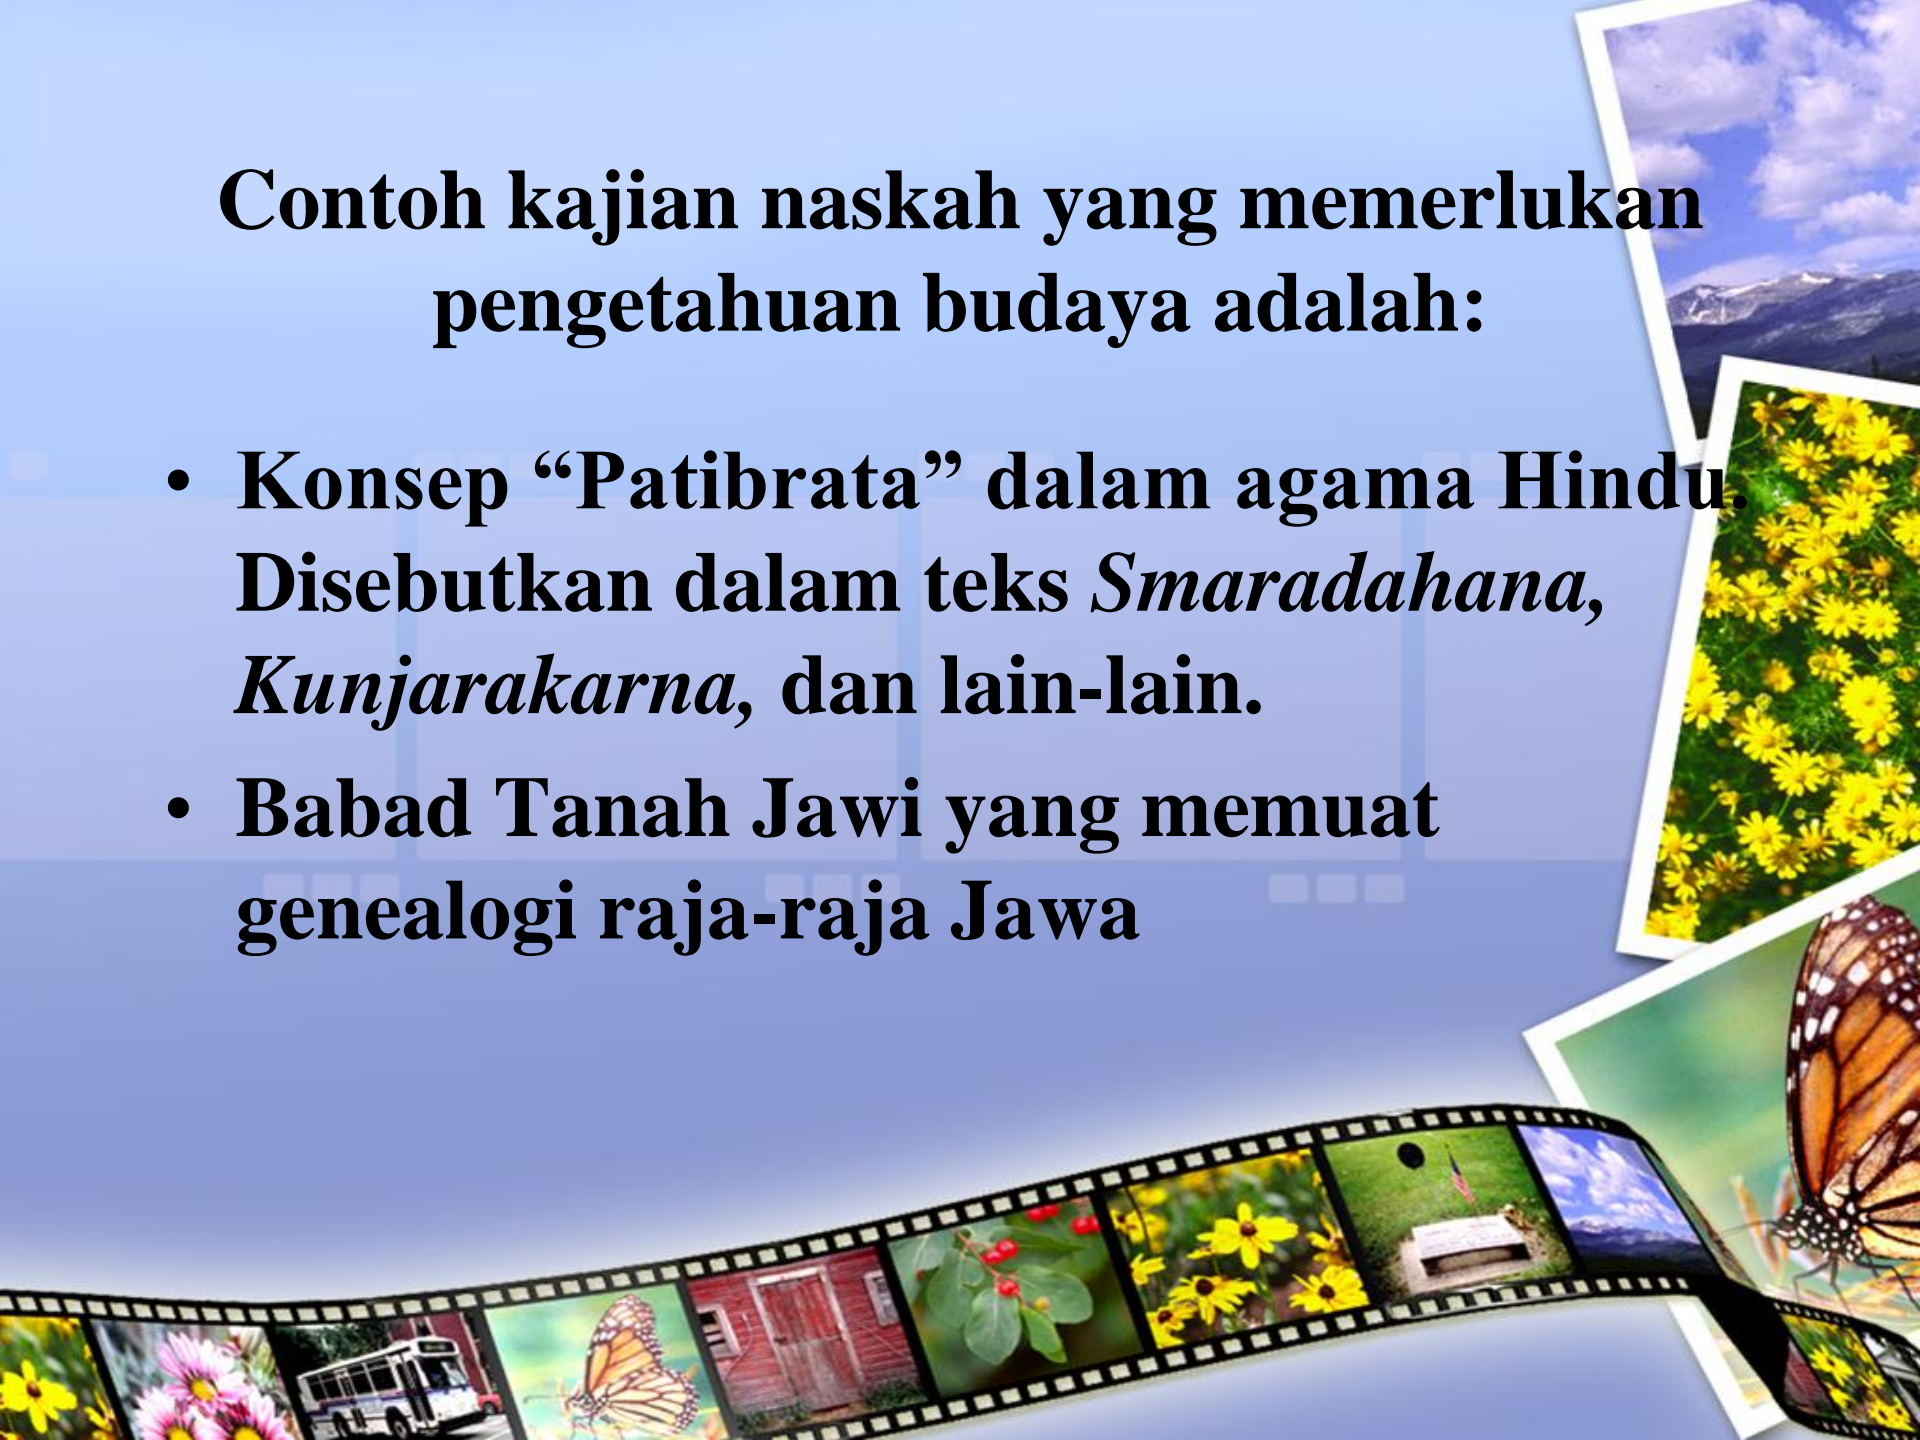 Contoh kajian naskah yang memerlukan
pengetahuan budaya adalah:
• Konsep “Patibrata” dalam agama Hindu.
Disebutkan dalam teks Smaradahana,
Kunjarakarna, dan lain-lain.
• Babad Tanah Jawi yang memuat
genealogi raja-raja Jawa